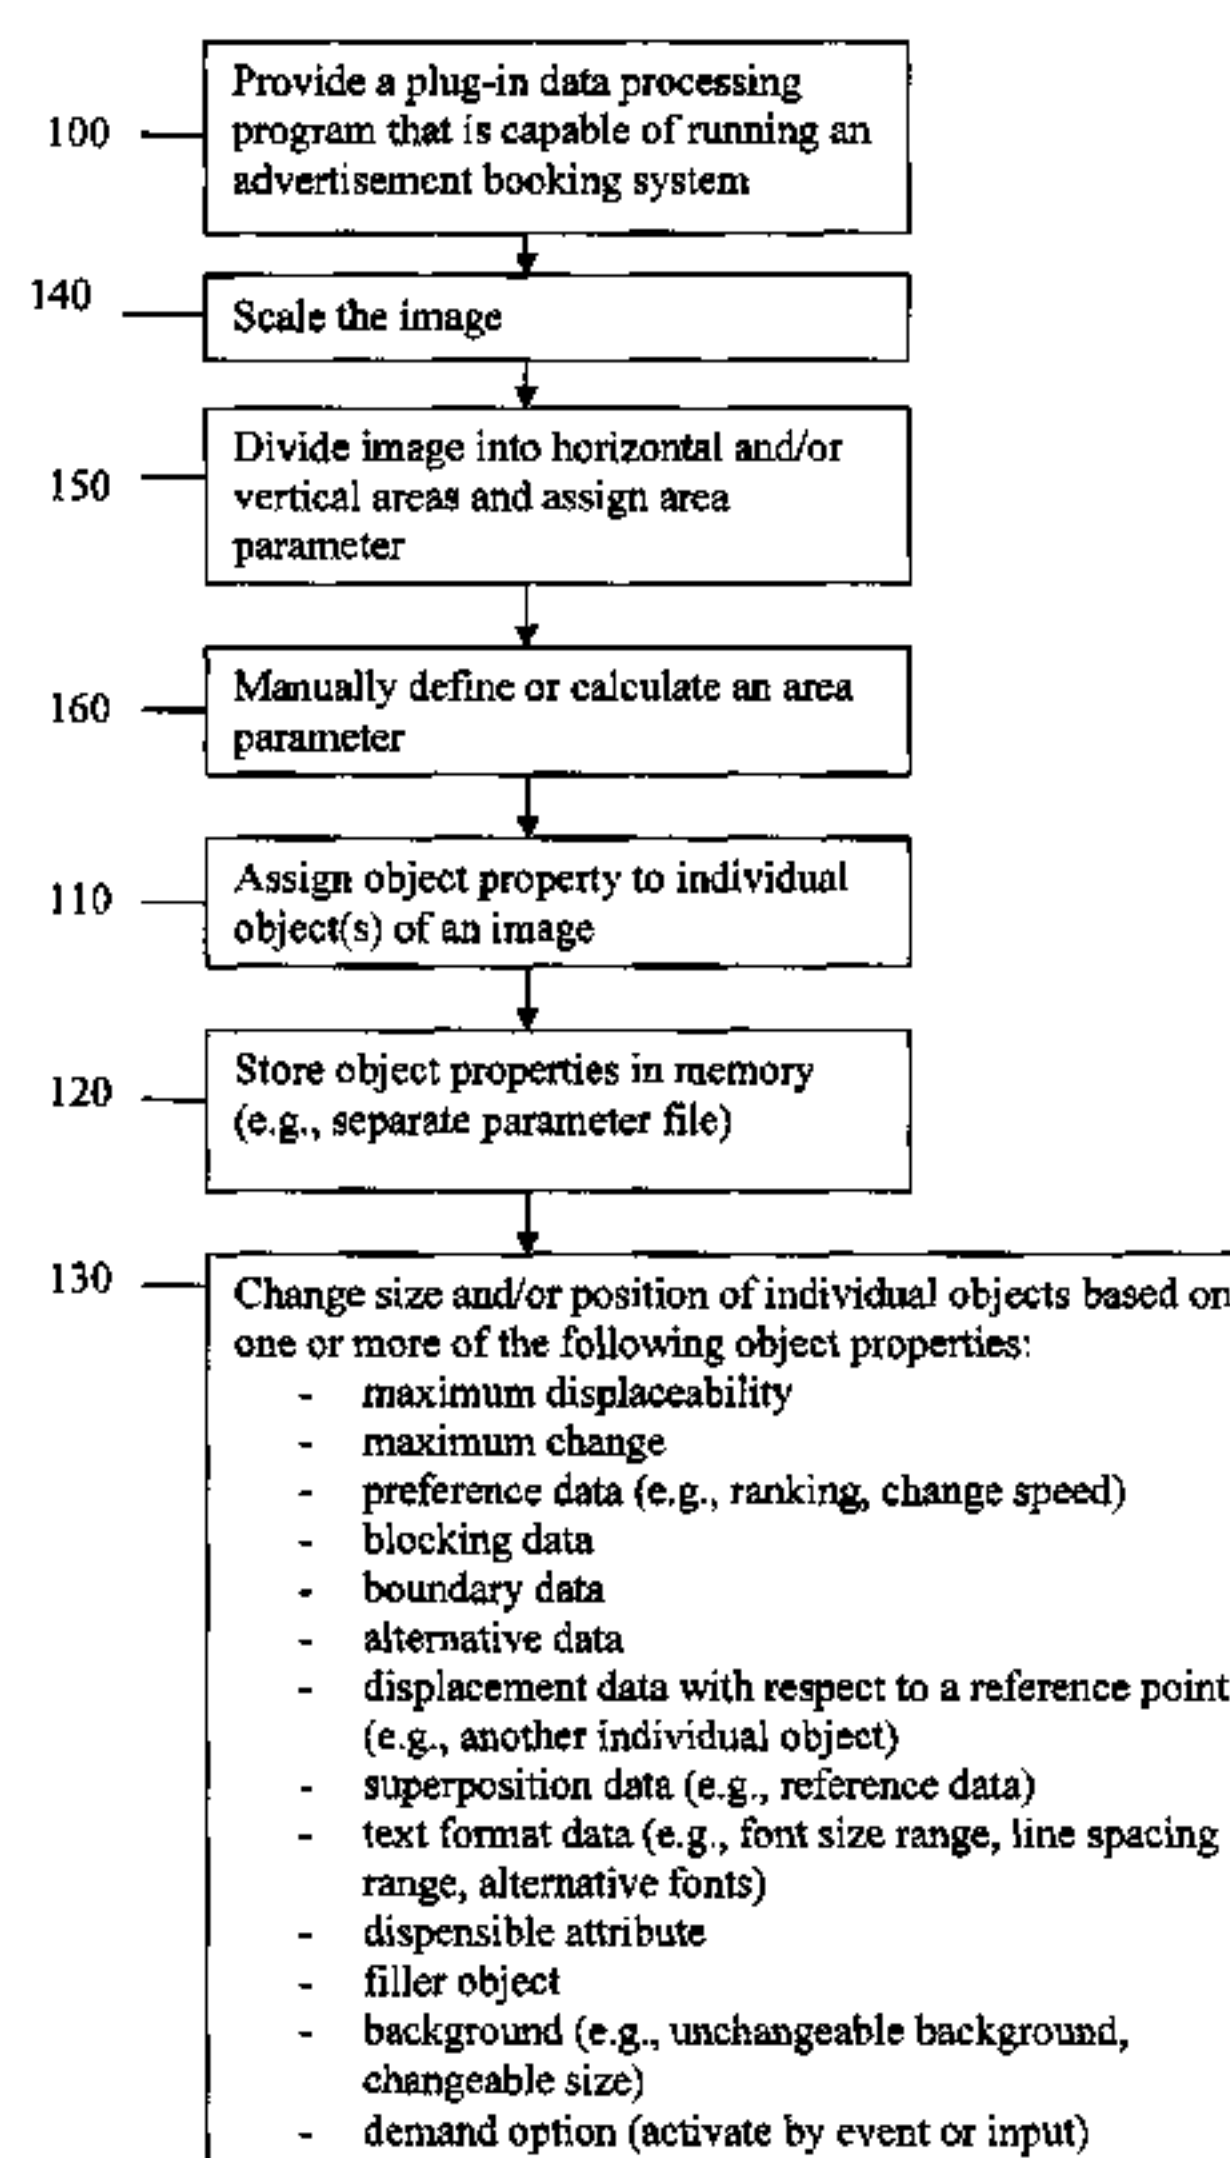 100
Provide a plug-in data processing
program that is capable of running an
advertisement booking system
140
Scale the image
150
Divide image into horizontal and/or
vertical areas and assign area
parameter
160
Manually define or calculate an area
parameter
110
Assign object property to individual
object(s) of an image
120
Store object properties in memory
(e.g., separate parameter file)
130
Change size and/or position of individual objects based on
one or more of the following object properties:
- maximum displaceability
- maximum change
- preference data (e.g., ranking, change speed)
- blocking data
- boundary data
- alternative data
- displacement data with respect to a reference point
(e.g., another individual object)
- superposition data (e.g., reference data)
- text format data (e.g., font size range, line spacing
range, alternative fonts)
- dispensible attribute
- filler object
- background (e.g., unchangeable background,
changeable size)
- demand option (activate by event or input)